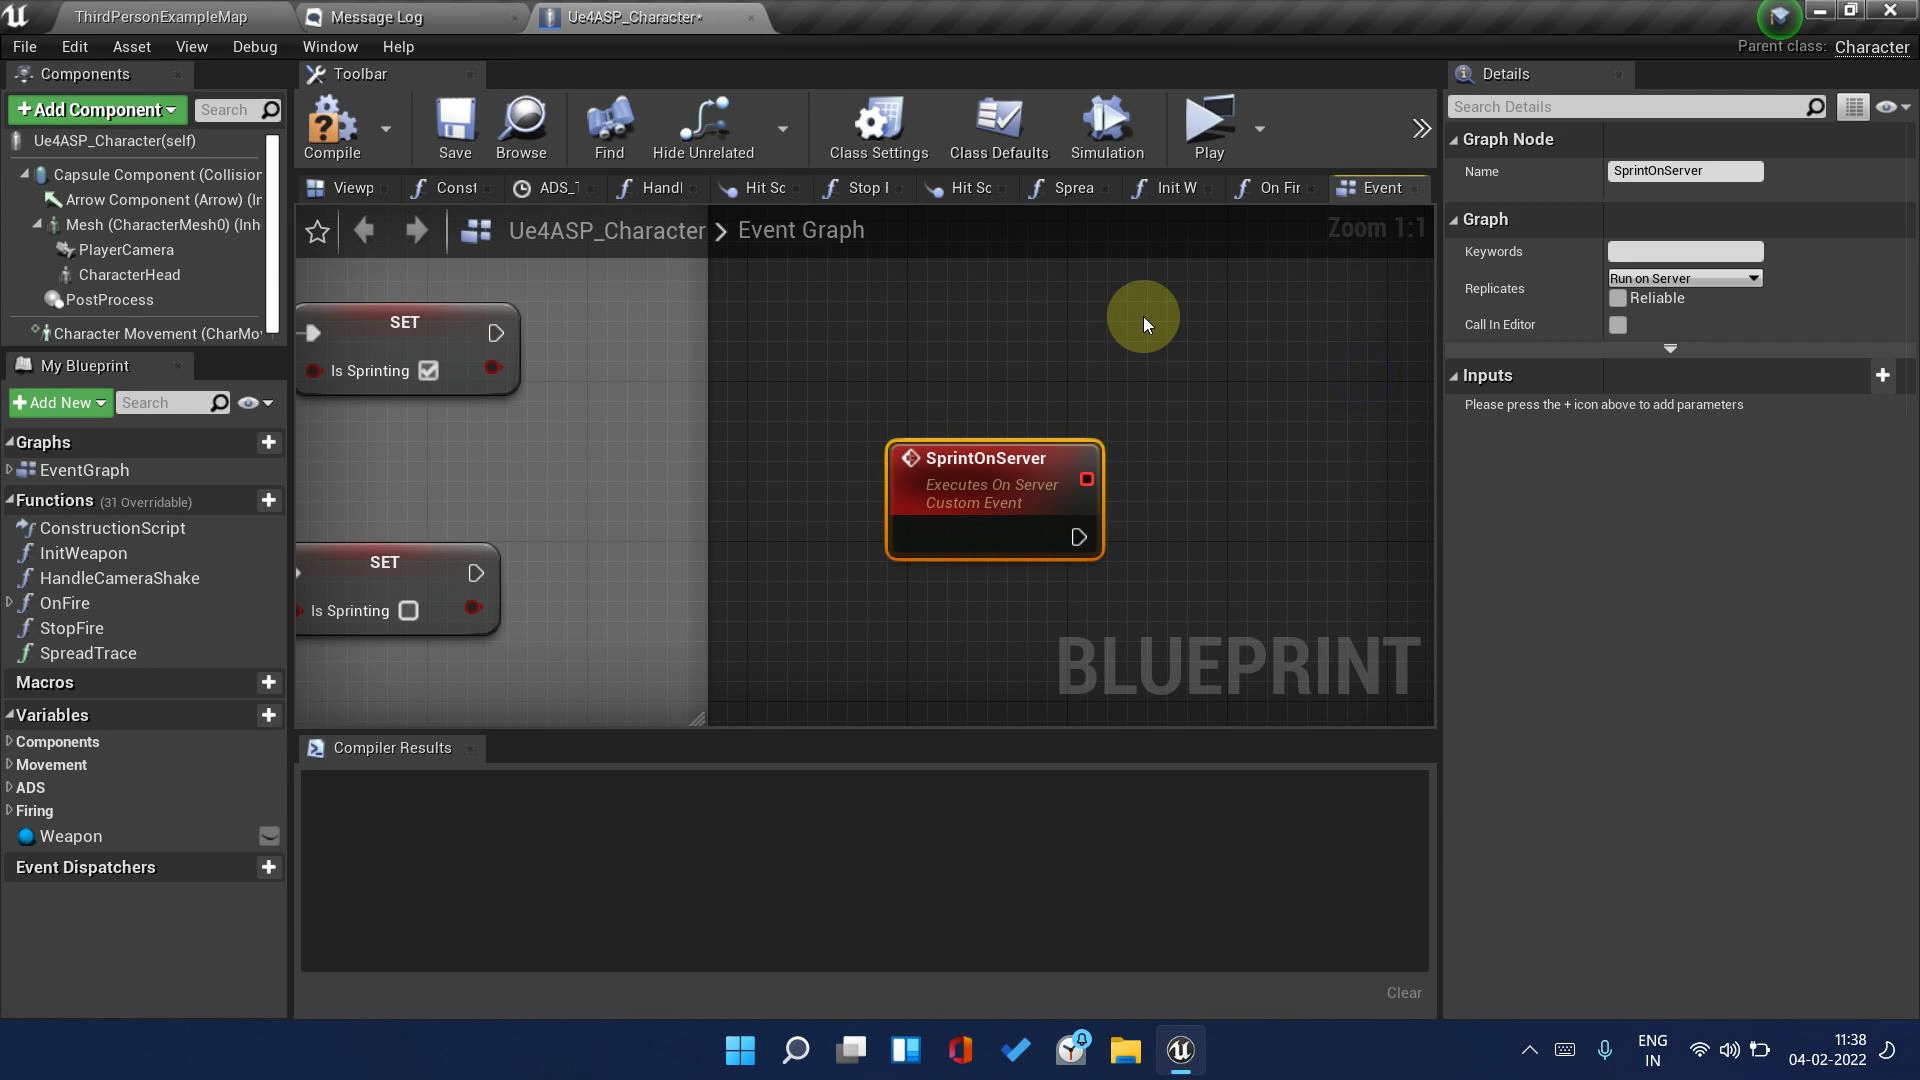 ThirdPersonExampleMap
Message Log
Ue4ASP_Character*
File Edit Asset View Debug Window Help
Parent class: Character
Components
Add Component
Search
Ue4ASP_Character(self)
Capsule Component (Collision
Arrow Component (Arrow) (Ir
Mesh (CharacterMesh0) (Inh
PlayerCamera
CharacterHead
PostProcess
Character Movement (CharMo
My Blueprint
Add New
Search
Graphs
EventGraph
Functions (31 Overridable)
ConstructionScript
InitWeapon
HandleCameraShake
OnFire
StopFire
SpreadTrace
Macros
Variables
Components
Movement
ADS
Firing
Weapon
Event Dispatchers
Toolbar
Compile Save Browse Find Hide Unrelated Class Settings Class Defaults Simulation Play
Viewp Const ADS_T Handl Hit Sc Stop F Hit Sc Sprea Init W On Fir Event
Ue4ASP_Character > Event Graph
Zoom 1:1
SET
Is Sprinting
SET
Is Sprinting
SprintOnServer
Executes On Server
Custom Event
BLUEPRINT
Compiler Results
Clear
Details
Search Details
Graph Node
Name SprintOnServer
Graph
Keywords
Replicates Run on Server
Reliable
Call In Editor
Inputs
Please press the + icon above to add parameters
ENG
IN
11:38
04-02-2022